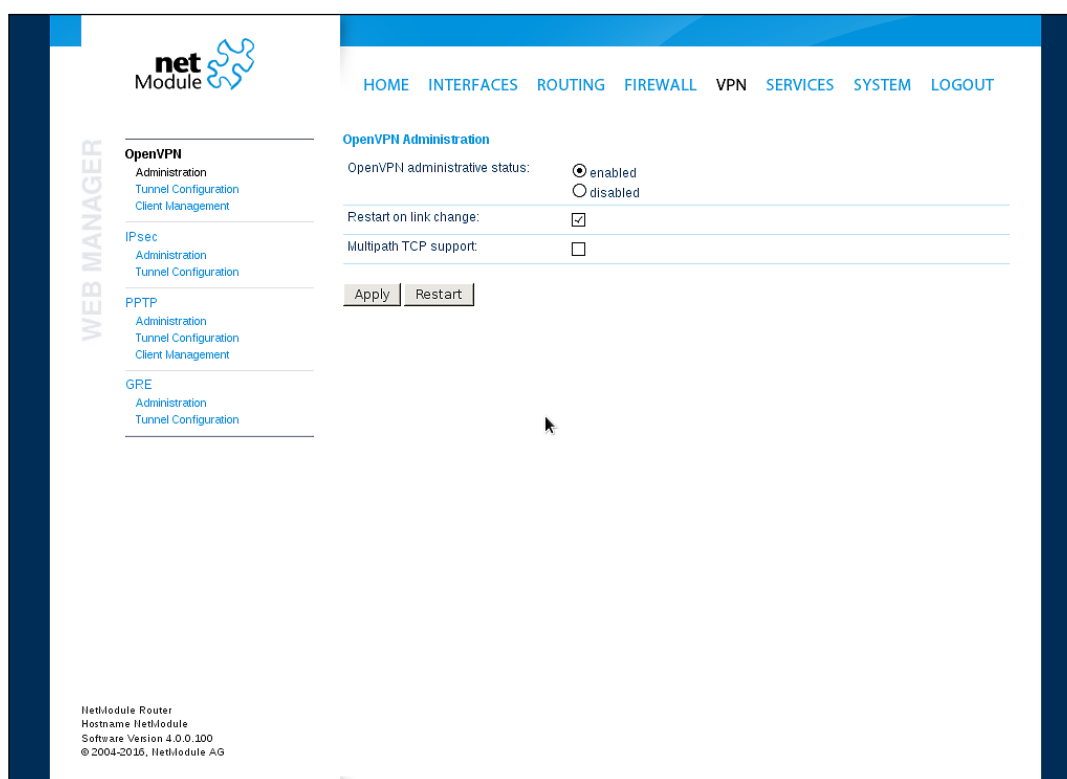 net
Module
HOME INTERFACES ROUTING FIREWALL VPN SERVICES SYSTEM LOGOUT
WEB MANAGER
OpenVPN
Administration
Tunnel Configuration
Client Management
IPsec
Administration
Tunnel Configuration
PPTP
Administration
Tunnel Configuration
Client Management
GRE
Administration
Tunnel Configuration
OpenVPN Administration
OpenVPN administrative status:
enabled
disabled
Restart on link change:
Multipath TCP support:
Apply Restart
NetModule Router
Hostname NetModule
Software Version 4.0.0.100
© 2004-2016, NetModule AG